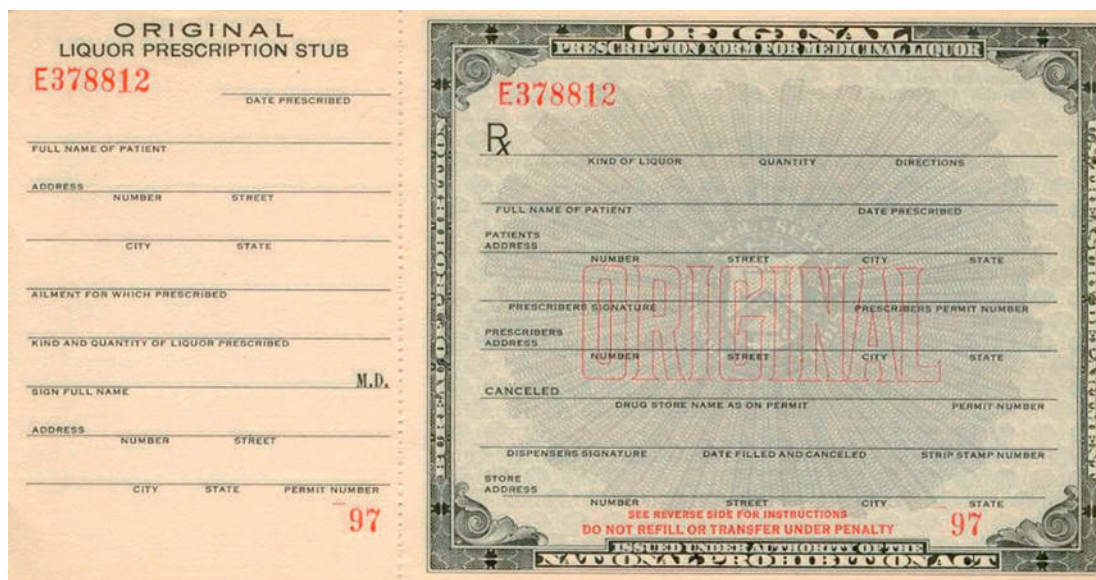 ORIGINAL
LIQUOR PRESCRIPTION STUB
E378812
DATE PRESCRIBED
FULL NAME OF PATIENT
ADDRESS
NUMBER STREET
CITY STATE
AILMENT FOR WHICH PRESCRIBED
KIND AND QUANTITY OF LIQUOR PRESCRIBED
M.D.
SIGN FULL NAME
ADDRESS
NUMBER STREET
CITY STATE PERMIT NUMBER
97
ORIGINAL
PRESCRIPTION FORM FOR MEDICINAL LIQUOR
E378812
Rx
KIND OF LIQUOR QUANTITY DIRECTIONS
FULL NAME OF PATIENT DATE PRESCRIBED
PATIENTS
ADDRESS
NUMBER STREET CITY STATE
ORIGINAL
PRESCRIBERS SIGNATURE PRESCRIBERS PERMIT NUMBER
PRESCRIBERS
ADDRESS
NUMBER STREET CITY STATE
CANCELED
DRUG STORE NAME AS ON PERMIT PERMIT NUMBER
DISPENSERS SIGNATURE DATE FILLED AND CANCELED STRIP STAMP NUMBER
STORE
ADDRESS
NUMBER STREET CITY STATE
SEE REVERSE SIDE FOR INSTRUCTIONS
DO NOT REFILL OR TRANSFER UNDER PENALTY
97
ISSUED UNDER AUTHORITY OF THE
NATIONAL PROHIBITION ACT
BUREAU OF PROHIBITION